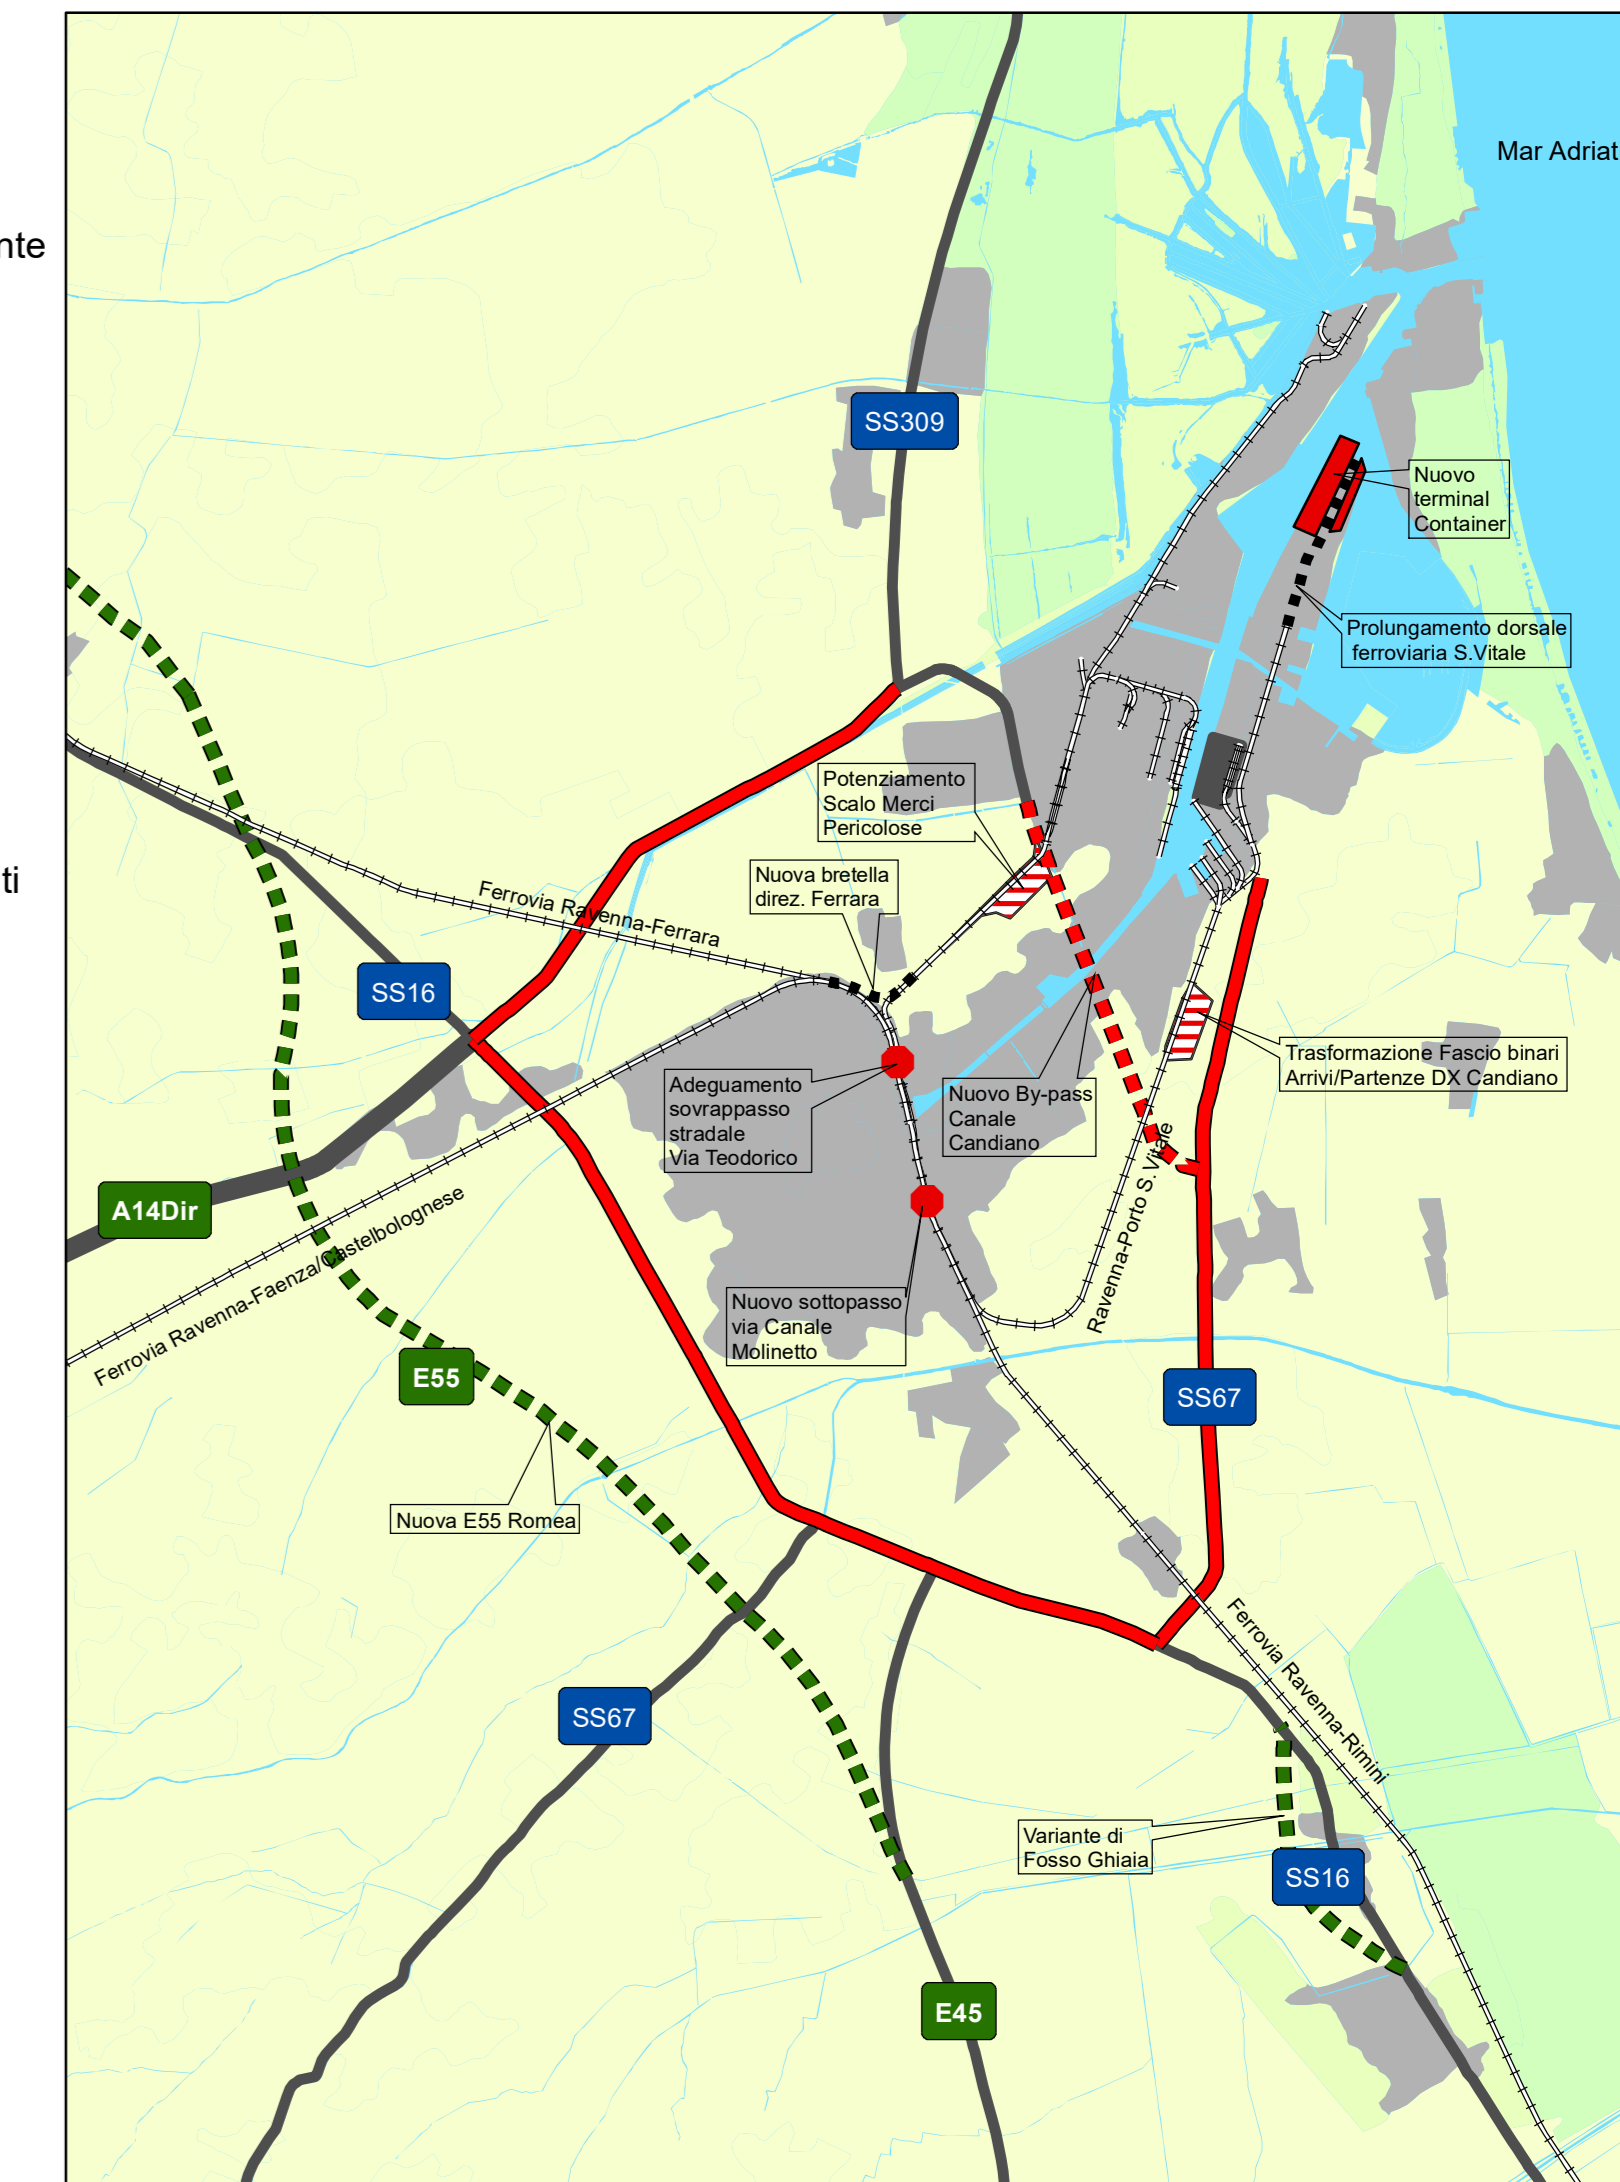 Mar Adriat
nte
SS309
Nuovo
terminal
Container
Prolungamento dorsale
ferroviaria S.Vitale
Potenziamento
Scalo Merci
Pericolose
Nuova bretella
direz. Ferrara
ti
Ferrovia Ravenna-Ferrara
SS16
Trasformazione Fascio binari
Arrivi/Partenze DX Candiano
Adeguamento
sovrappasso
stradale
Via Teodorico
Nuovo By-pass
Canale
Candiano
A14Dir
Ferrovia Ravenna-Faenza/Castelbolognese
Ravenna-Porto S.Vitale
Nuovo sottopasso
via Canale
Molinetto
E55
SS67
Nuova E55 Romea
Ferrovia Ravenna-Rimini
SS67
Variante di
Fosso Ghiaia
SS16
E45